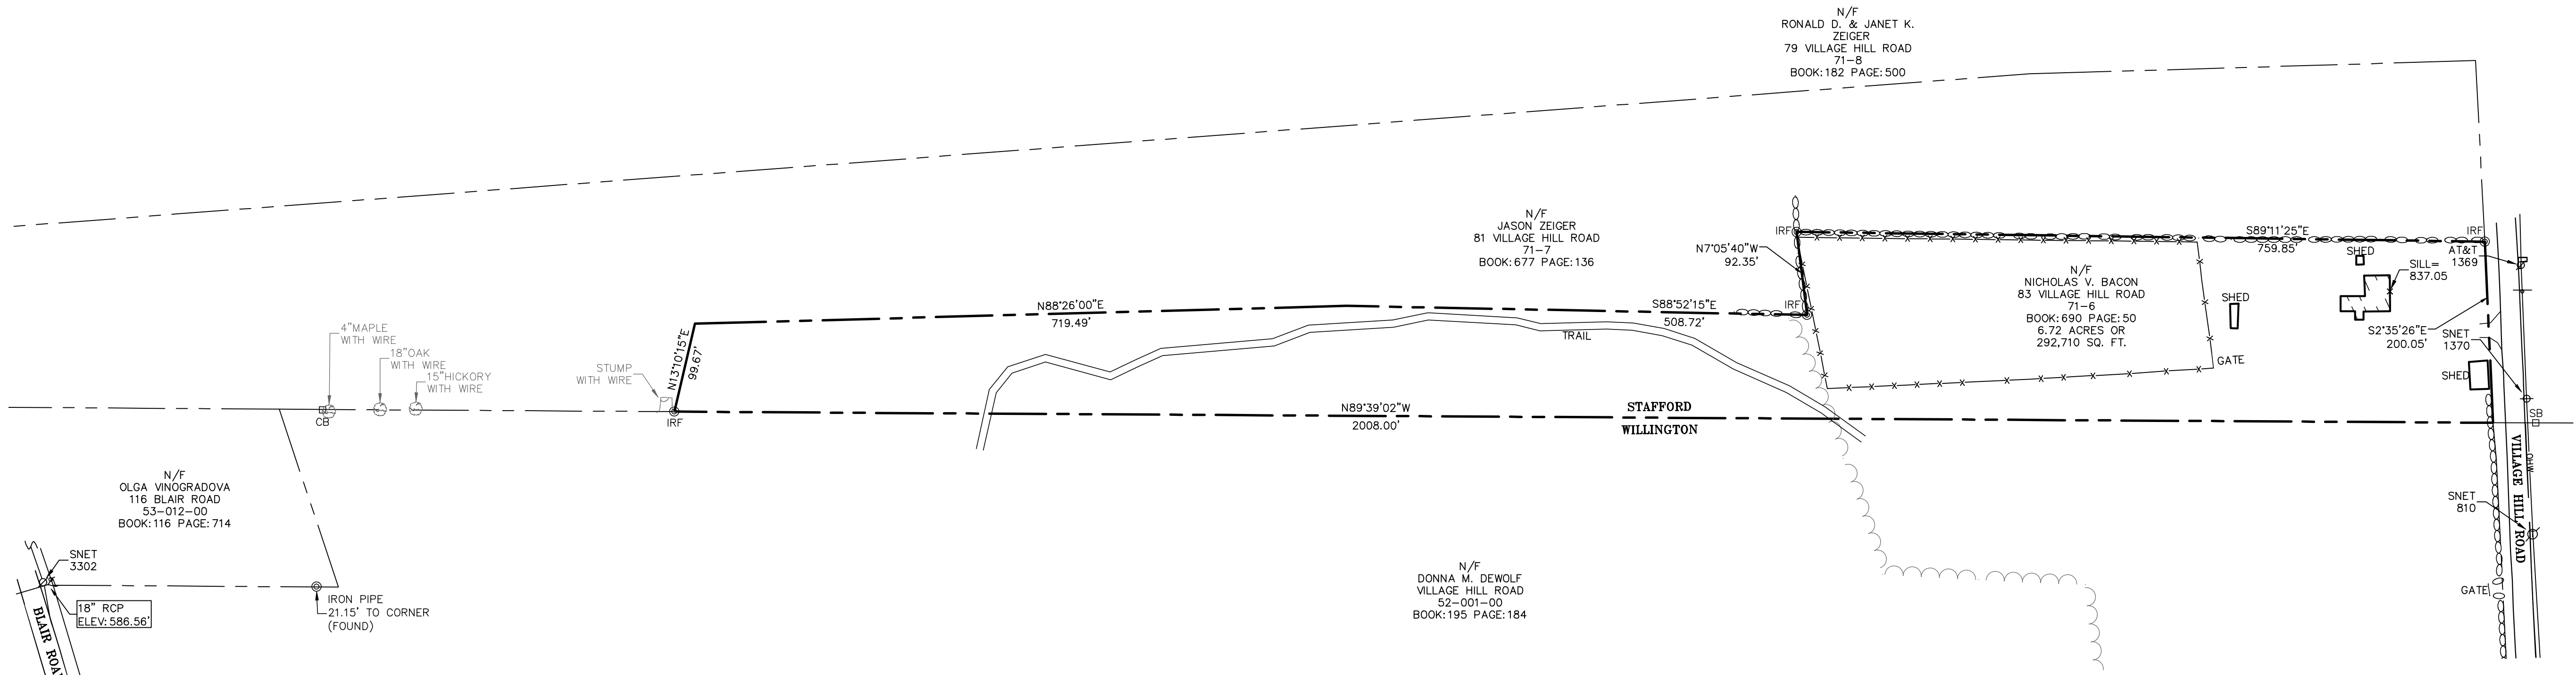 N/F
RONALD D. & JANET K.
ZEIGER
79 VILLAGE HILL ROAD
71-8
BOOK:182 PAGE:500
N/F
JASON ZEIGER
81 VILLAGE HILL ROAD
71-7
BOOK:677 PAGE:136
IRF
N7°05'40"W
92.35'
IRF
S89°11'25"E
759.85'
IRF
N/F
NICHOLAS V. BACON
83 VILLAGE HILL ROAD
71-6
BOOK:690 PAGE:50
6.72 ACRES OR
292,710 SQ. FT.
SHED
GATE
SHED
SILL=
837.05
AT&T
1369
S2°35'26"E
200.05'
SNET
1370
SHED
SB
N88°26'00"E
719.49'
S88°52'15"E
508.72'
TRAIL
N13°10'15"E
99.67'
4"MAPLE
WITH WIRE
18"OAK
WITH WIRE
15"HICKORY
WITH WIRE
STUMP
WITH WIRE
CB
IRF
N89°39'02"W
2008.00'
STAFFORD
WILLINGTON
VILLAGE HILL ROAD
OHW
SNET
810
GATE
N/F
OLGA VINOGRADOVA
116 BLAIR ROAD
53-012-00
BOOK:116 PAGE:714
SNET
3302
18" RCP
ELEV:586.56'
IRON PIPE
21.15' TO CORNER
(FOUND)
BLAIR ROA
N/F
DONNA M. DEWOLF
VILLAGE HILL ROAD
52-001-00
BOOK:195 PAGE:184